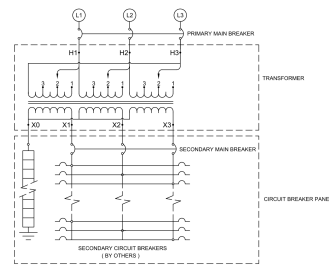 L1 L2 L3
PRIMARY MAIN BREAKER
H1 H2 H3
TRANSFORMER
3 2 1 3 2 1 3 2 1
X0 X1 X2 X3
SECONDARY MAIN BREAKER
CIRCUIT BREAKER PANE
SECONDARY CIRCUIT BREAKERS
( BY OTHERS )